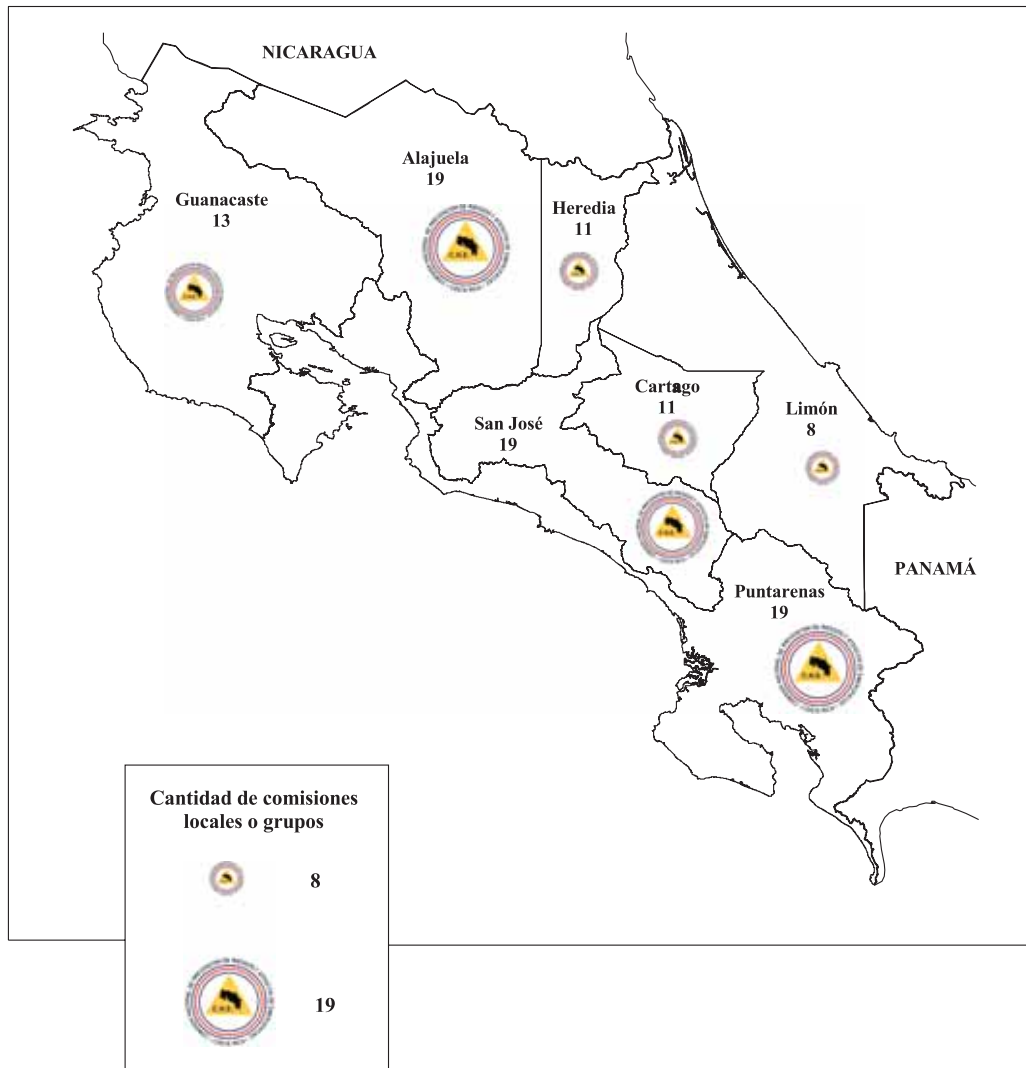 NICARAGUA
Alajuela
19
Guanacaste
13
Heredia
11
Cartago
11
Limón
8
San José
19
PANAMÁ
Puntarenas
19
Cantidad de comisiones
locales o grupos
8
19